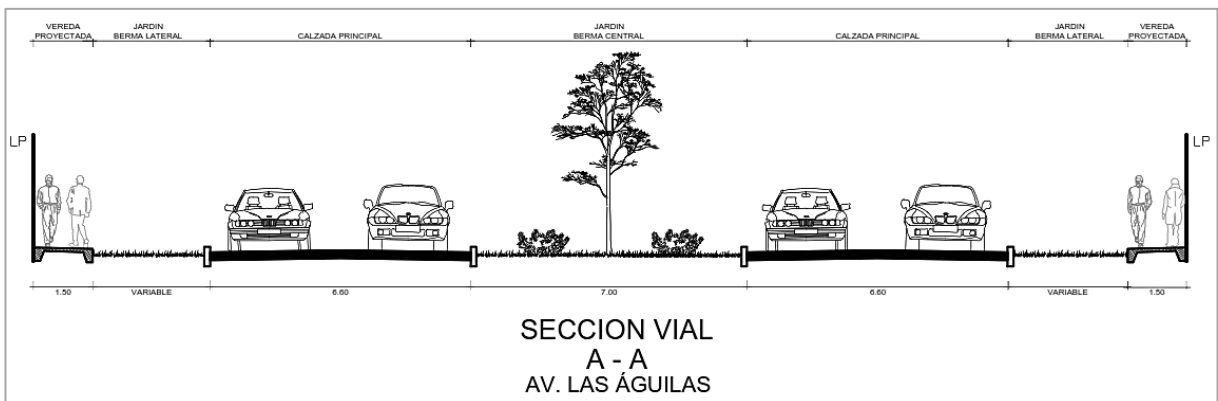 VEREDA
PROYECTADA
JARDIN
BERMA LATERAL
CALZADA PRINCIPAL
JARDIN
BERMA CENTRAL
CALZADA PRINCIPAL
JARDIN
BERMA LATERAL
VEREDA
PROYECTADA
LP
LP
1.50
VARIABLE
6.60
7.00
6.60
VARIABLE
1.50
SECCION VIAL
A - A
AV. LAS ÁGUILAS